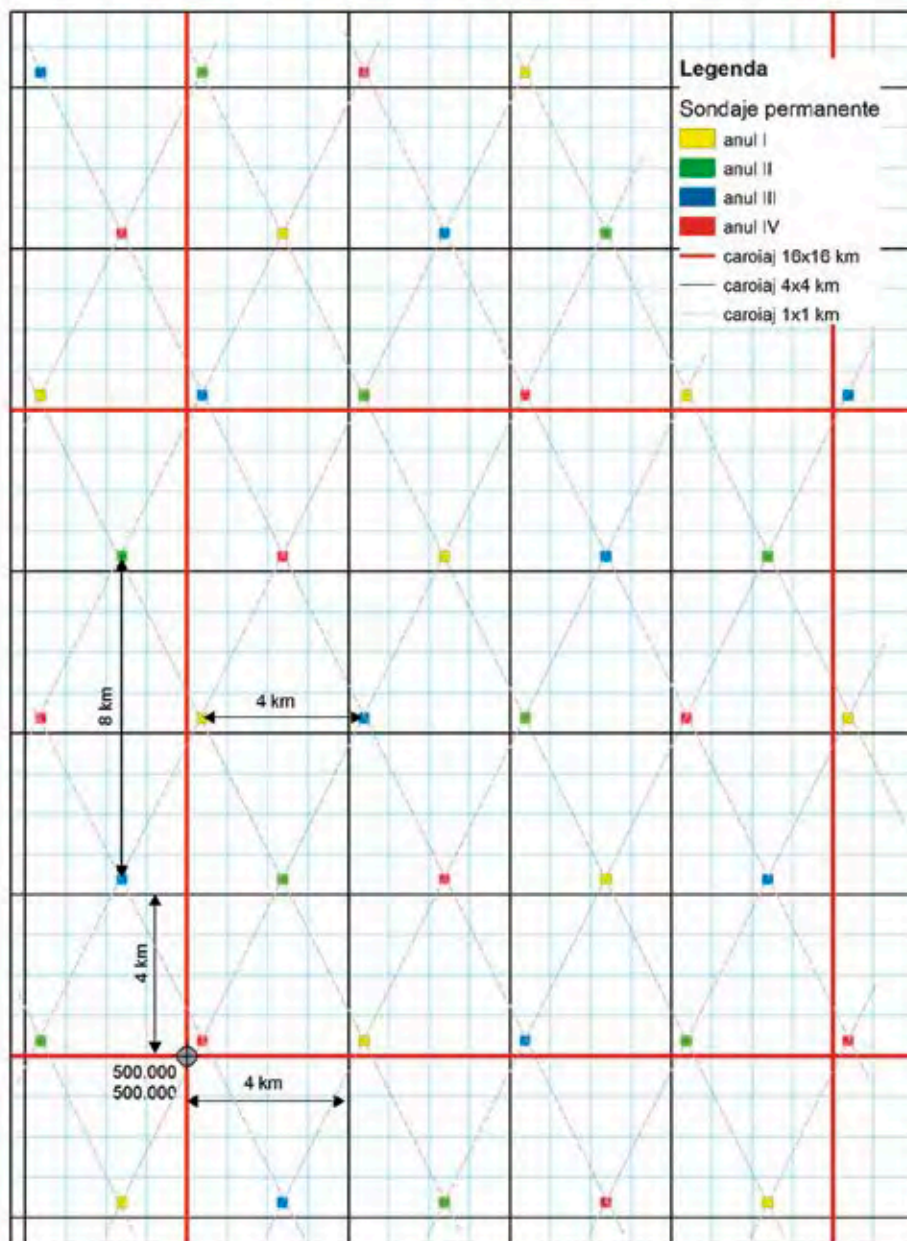 Legenda
Sondaje permanente
anul I
anul II
anul III
anul IV
caroiaj 16x16 km
caroiaj 4x4 km
caroiaj 1x1 km
8 km
4 km
4 km
500.000
500.000
4 km